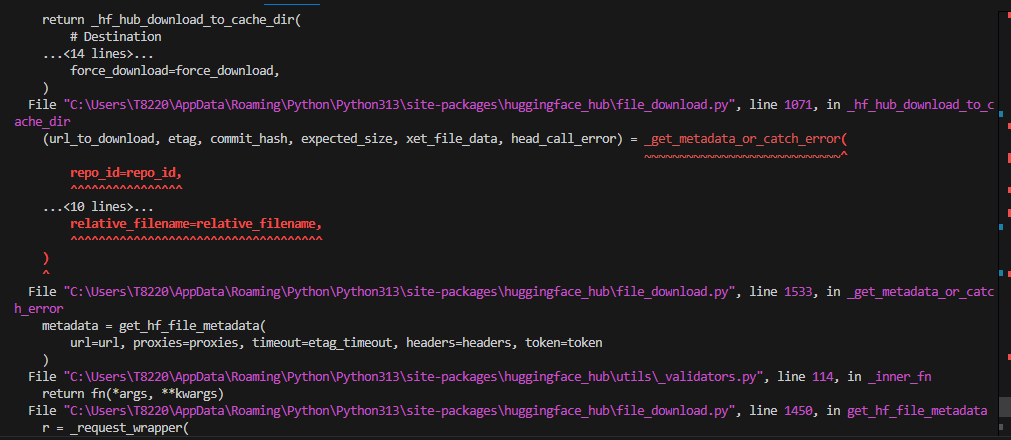 return _hf_hub_download_to_cache_dir(
# Destination
...<14 lines>...
force_download=force_download,
)
File "C:\Users\T8220\AppData\Roaming\Python\Python313\site-packages\huggingface_hub\file_download.py", line 1071, in _hf_hub_download_to_c
ache_dir
(url_to_download, etag, commit_hash, expected_size, xet_file_data, head_call_error) = _get_metadata_or_catch_error(
~~~~~~~~~~~~~~~~~~~~~~~~~~~~^
repo_id=repo_id,
^^^^^^^^^^^^^^^^
...<10 lines>...
relative_filename=relative_filename,
^^^^^^^^^^^^^^^^^^^^^^^^^^^^^^^^^^^^
)
^
File "C:\Users\T8220\AppData\Roaming\Python\Python313\site-packages\huggingface_hub\file_download.py", line 1533, in _get_metadata_or_catc
h_error
metadata = get_hf_file_metadata(
url=url, proxies=proxies, timeout=etag_timeout, headers=headers, token=token
)
File "C:\Users\T8220\AppData\Roaming\Python\Python313\site-packages\huggingface_hub\utils\_validators.py", line 114, in _inner_fn
return fn(*args, **kwargs)
File "C:\Users\T8220\AppData\Roaming\Python\Python313\site-packages\huggingface_hub\file_download.py", line 1450, in get_hf_file_metadata
r = _request_wrapper(